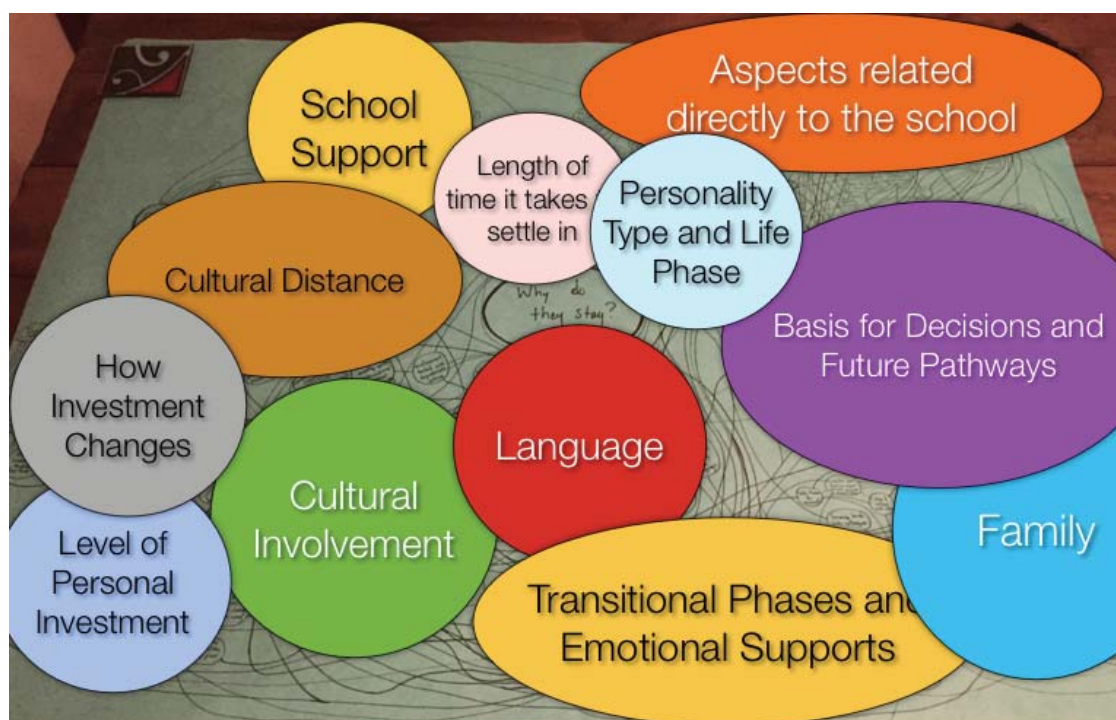 School
Support
Aspects related
directly to the school
Length of
time it takes
settle in
Personality
Type and Life
Phase
Cultural Distance
Why do
they stay?
Basis for Decisions and
Future Pathways
How
Investment
Changes
Language
Cultural
Involvement
Family
Level of
Personal
Investment
Transitional Phases and
Emotional Supports